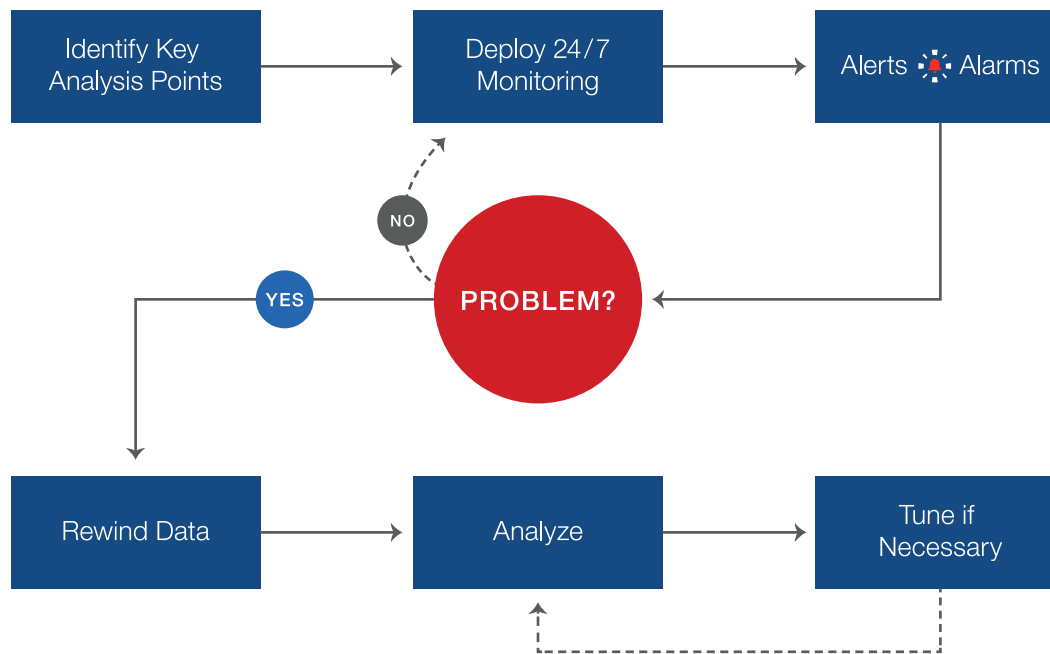 Identify Key
Analysis Points
Deploy 24/7
Monitoring
Alerts Alarms
NO
YES
PROBLEM?
Rewind Data
Analyze
Tune if
Necessary